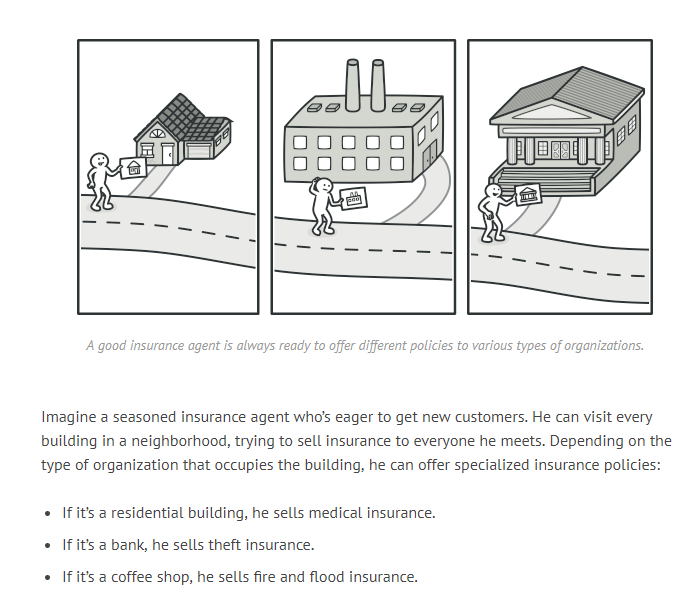 A good insurance agent is always ready to offer different policies to various types of organizations.
Imagine a seasoned insurance agent who's eager to get new customers. He can visit every
building in a neighborhood, trying to sell insurance to everyone he meets. Depending on the
type of organization that occupies the building, he can offer specialized insurance policies:
• If it's a residential building, he sells medical insurance.
• If it's a bank, he sells theft insurance.
• If it's a coffee shop, he sells fire and flood insurance.